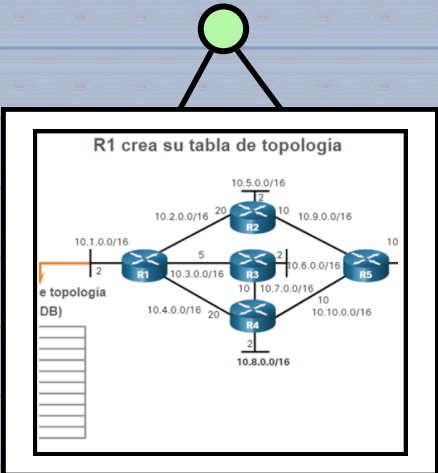 R1 crea su tabla de topología
10.5.0.0/16
2
10.2.0.0/16
20
10
10.9.0.0/16
R2
10.1.0.0/16
2
R1
5
10.3.0.0/16
R3
2
10.6.0.0/16
R5
10
e topología
DB)
10
10.7.0.0/16
10.4.0.0/16
20
R4
10
10.10.0.0/16
2
10.8.0.0/16